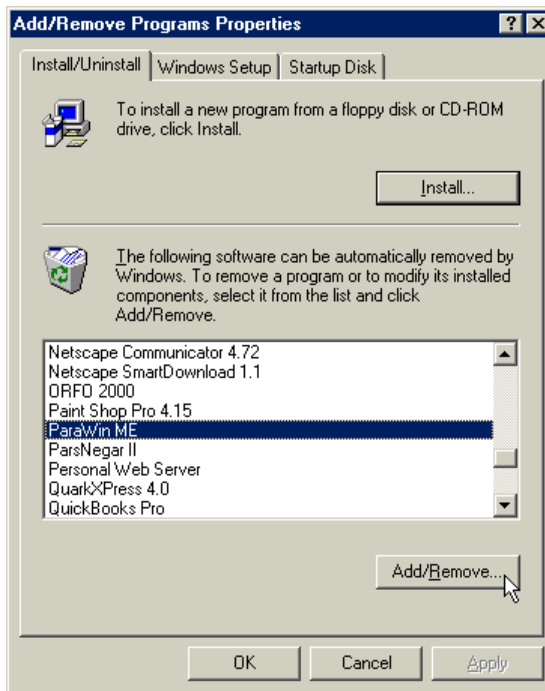 Add/Remove Programs Properties
Install/Uninstall Windows Setup Startup Disk
To install a new program from a floppy disk or CD-ROM
drive, click Install.
Install...
The following software can be automatically removed by
Windows. To remove a program or to modify its installed
components, select it from the list and click
Add/Remove.
Netscape Communicator 4.72
Netscape SmartDownload 1.1
ORFO 2000
Paint Shop Pro 4.15
ParaWin ME
ParsNegar II
Personal Web Server
QuarkXPress 4.0
QuickBooks Pro
Add/Remove...
OK Cancel Apply